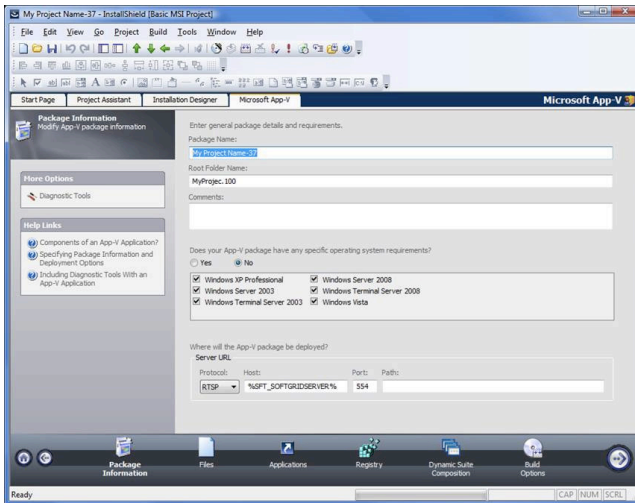 My Project Name-37 - InstallShield [Basic MSI Project]
File Edit View Go Project Build Tools Window Help
Start Page Project Assistant Installation Designer Microsoft App-V Microsoft App-V
Package Information
Modify App-V package information
More Options
Diagnostic Tools
Help Links
Components of an App-V Application?
Specifying Package Information and Deployment Options
Including Diagnostic Tools With an App-V Application
Enter general package details and requirements.
Package Name:
My Project Name-37
Root Folder Name:
MyProjec.100
Comments:
Does your App-V package have any specific operating system requirements?
Yes No
Windows XP Professional Windows Server 2008
Windows Server 2003 Windows Terminal Server 2008
Windows Terminal Server 2003 Windows Vista
Where will the App-V package be deployed?
Server URL
Protocol: Host: Port: Path:
RTSP %SFT_SOFTGRIDSERVER% 554
Package Information
Files
Applications
Registry
Dynamic Suite Composition
Build Options
Ready
CAP NUM SCRL